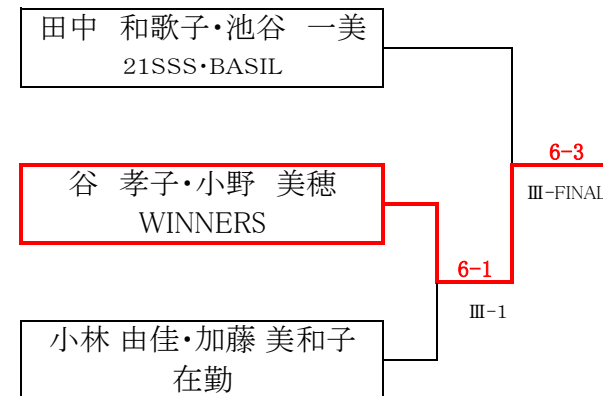 田中 和歌子・池谷 一美
21SSS・BASIL
6-3
谷 孝子・小野 美穂
WINNERS
Ⅲ-FINAL
6-1
Ⅲ-1
小林 由佳・加藤 美和子
在勤